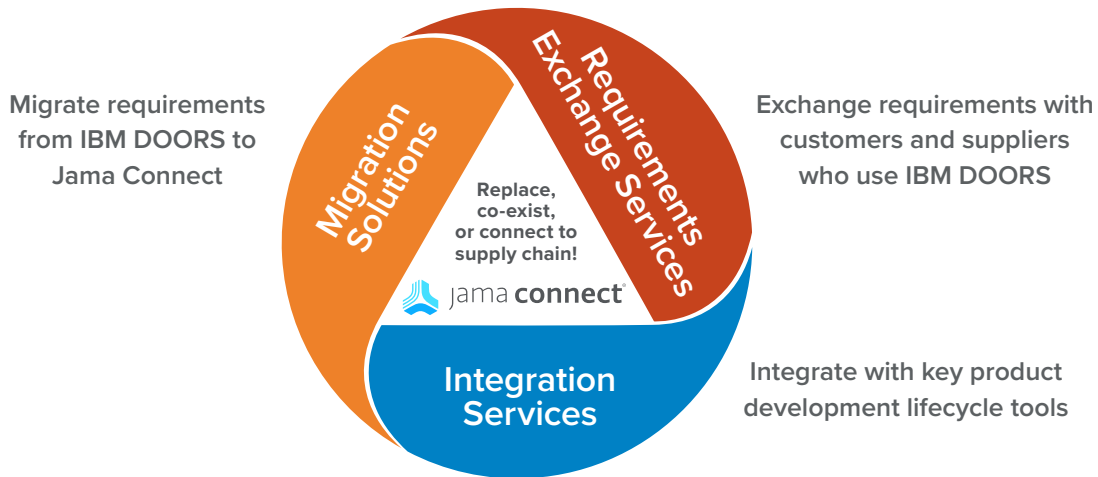 Migrate requirements
from IBM DOORS to
Jama Connect
Migration
Solutions
Requirements
Exchange Services
Exchange requirements with
customers and suppliers
who use IBM DOORS
Replace,
co-exist,
or connect to
supply chain!
jama connect®
Integration
Services
Integrate with key product
development lifecycle tools